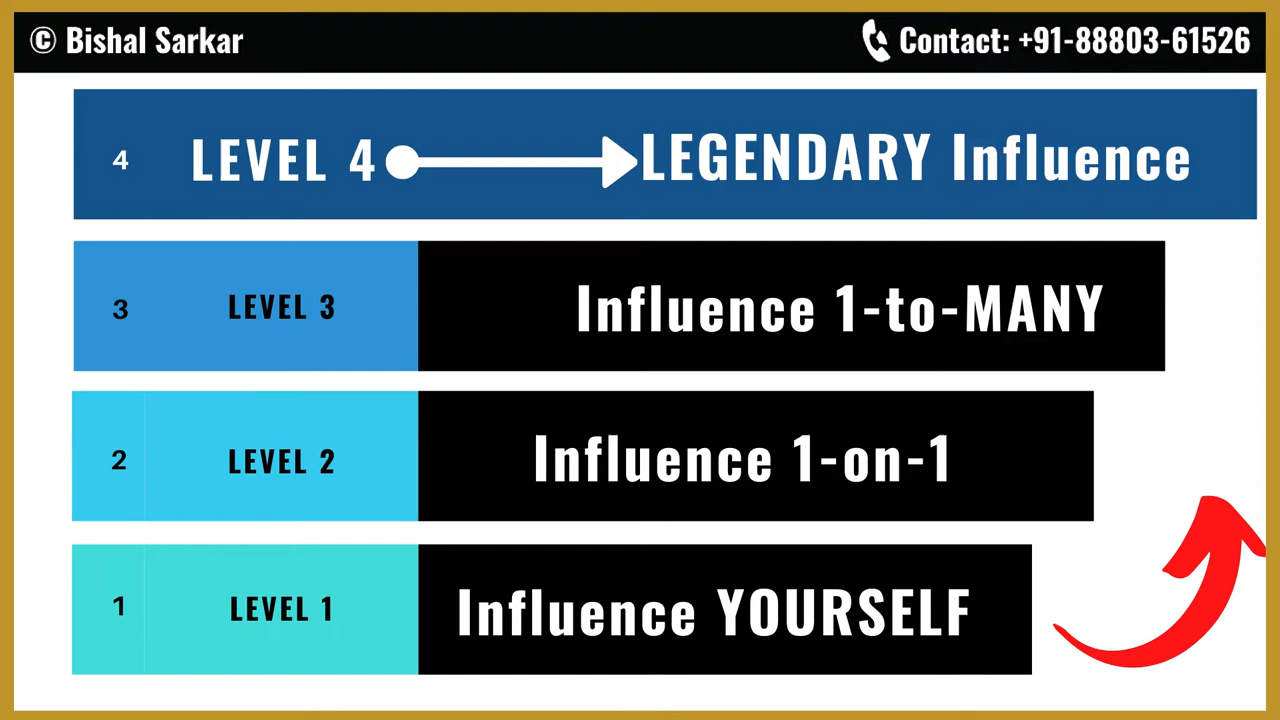 © Bishal Sarkar
Contact: +91-88803-61526
4 LEVEL 4 LEGENDARY Influence
3 LEVEL 3 Influence 1-to-MANY
2 LEVEL 2 Influence 1-on-1
1 LEVEL 1 Influence YOURSELF